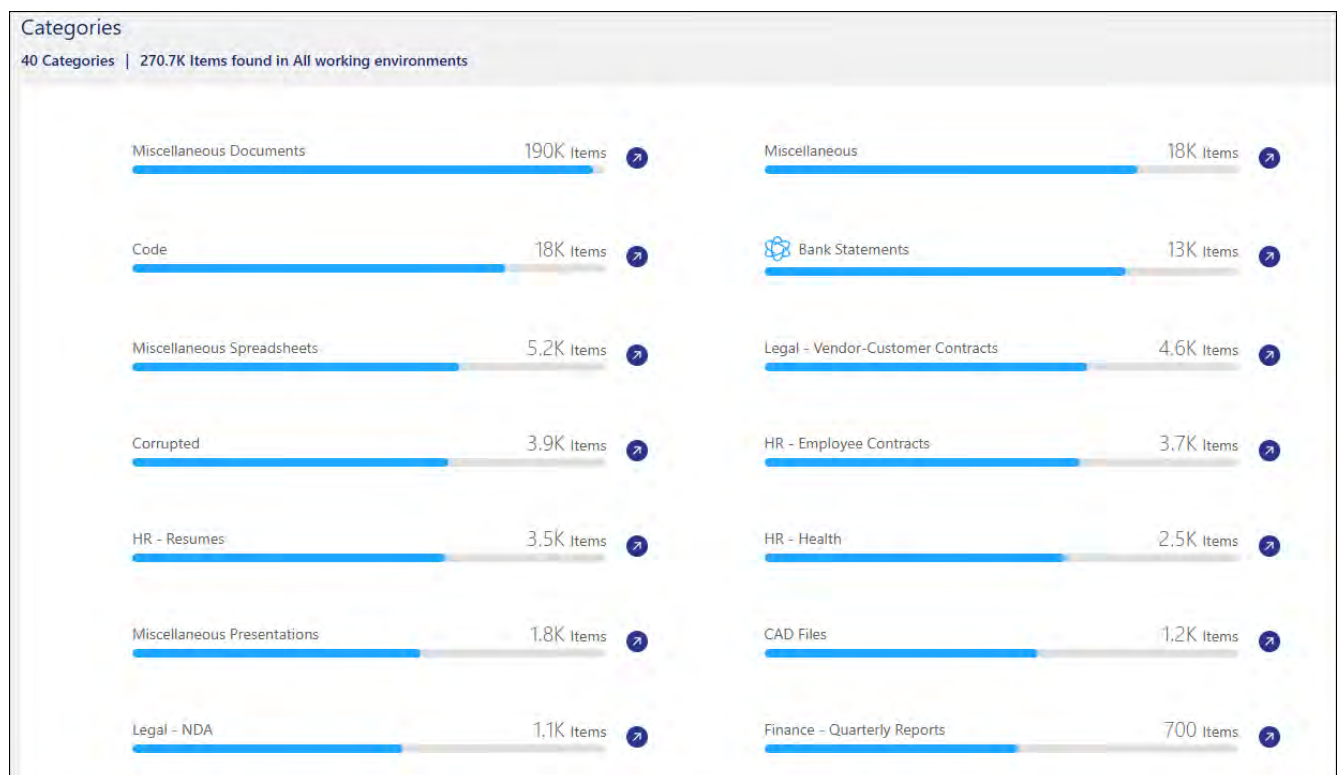 Categories
40 Categories | 270.7K Items found in All working environments
Miscellaneous Documents 190K Items
Miscellaneous 18K Items
Code 18K Items
Bank Statements 13K Items
Miscellaneous Spreadsheets 5.2K Items
Legal - Vendor-Customer Contracts 4.6K Items
Corrupted 3.9K Items
HR - Employee Contracts 3.7K Items
HR - Resumes 3.5K Items
HR - Health 2.5K Items
Miscellaneous Presentations 1.8K Items
CAD Files 1.2K Items
Legal - NDA 1.1K Items
Finance - Quarterly Reports 700 Items